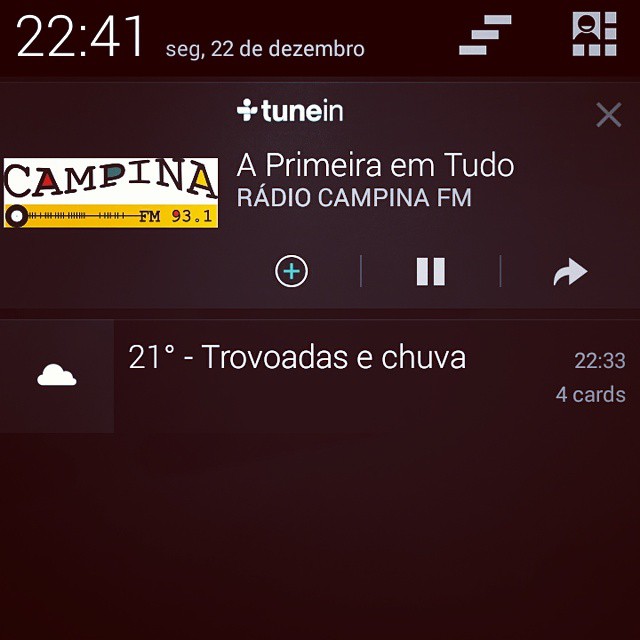 22:41 seg, 22 de dezembro
tunein
CAMPINA
FM 93.1
A Primeira em Tudo
RÁDIO CAMPINA FM
21° - Trovoadas e chuva
22:33
4 cards